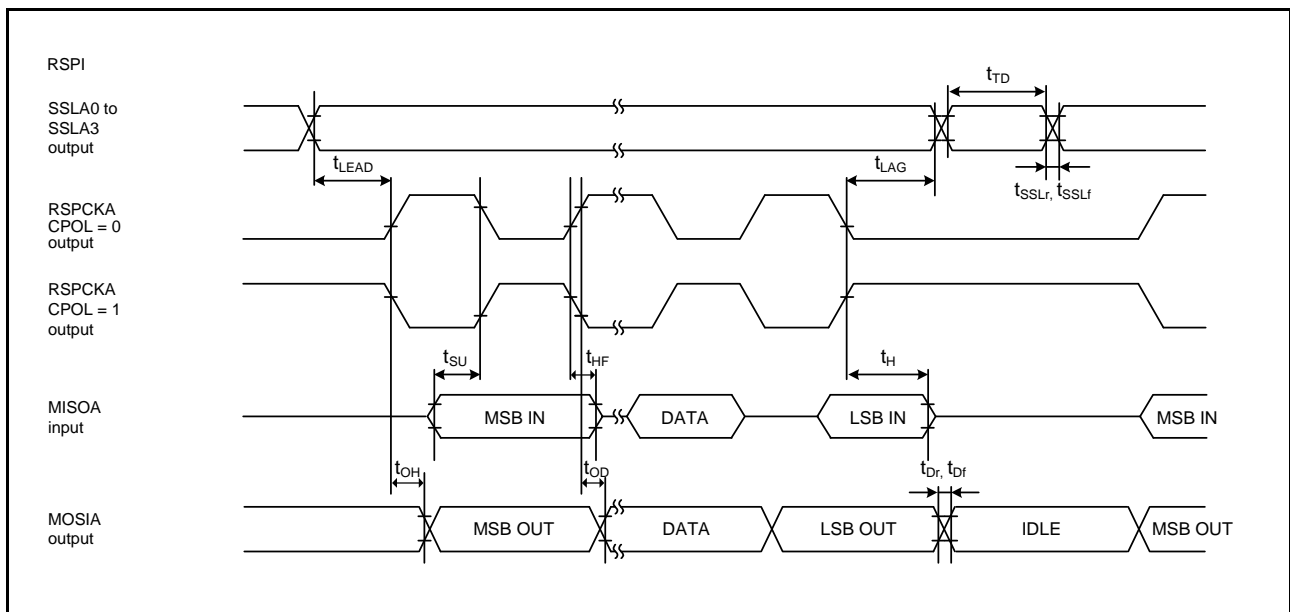 RSPI
SSLA0 to
SSLA3
output
tTD
tLEAD
tLAG
tSSLr, tSSLf
RSPCKA
CPOL = 0
output
RSPCKA
CPOL = 1
output
tSU
tHF
tH
MISOA
input
MSB IN
DATA
LSB IN
MSB IN
tOH
tOD
tDr, tDf
MOSIA
output
MSB OUT
DATA
LSB OUT
IDLE
MSB OUT